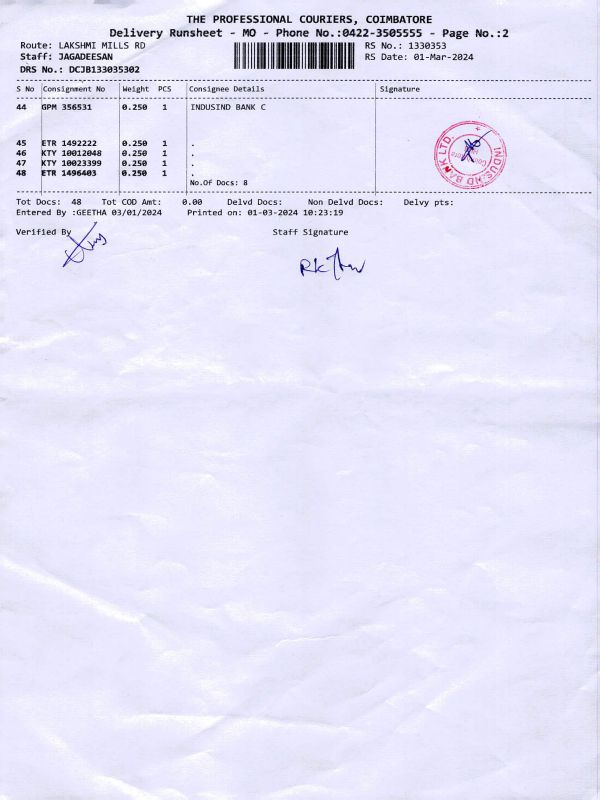 THE PROFESSIONAL COURIERS, COIMBATORE
Delivery Runsheet - MO - Phone No.:0422-3505555 - Page No.:2
Route: LAKSHMI MILLS RD RS No.: 1330353
Staff: JAGADEESAN RS Date: 01-Mar-2024
DRS No.: DCJB133035302
S No Consignment No Weight PCS Consignee Details Signature
44 GPM 356531 0.250 1 INDUSIND BANK C
45 ETR 1492222 0.250 1 .
46 KTY 10012048 0.250 1 .
47 KTY 10023399 0.250 1 .
48 ETR 1496403 0.250 1 .
No.Of Docs: 8
INDUSIND BANK LTD.
Tot Docs: 48 Tot COD Amt: 0.00 Delvd Docs: Non Delvd Docs: Delvy pts:
Entered By :GEETHA 03/01/2024 Printed on: 01-03-2024 10:23:19
Verified By Staff Signature